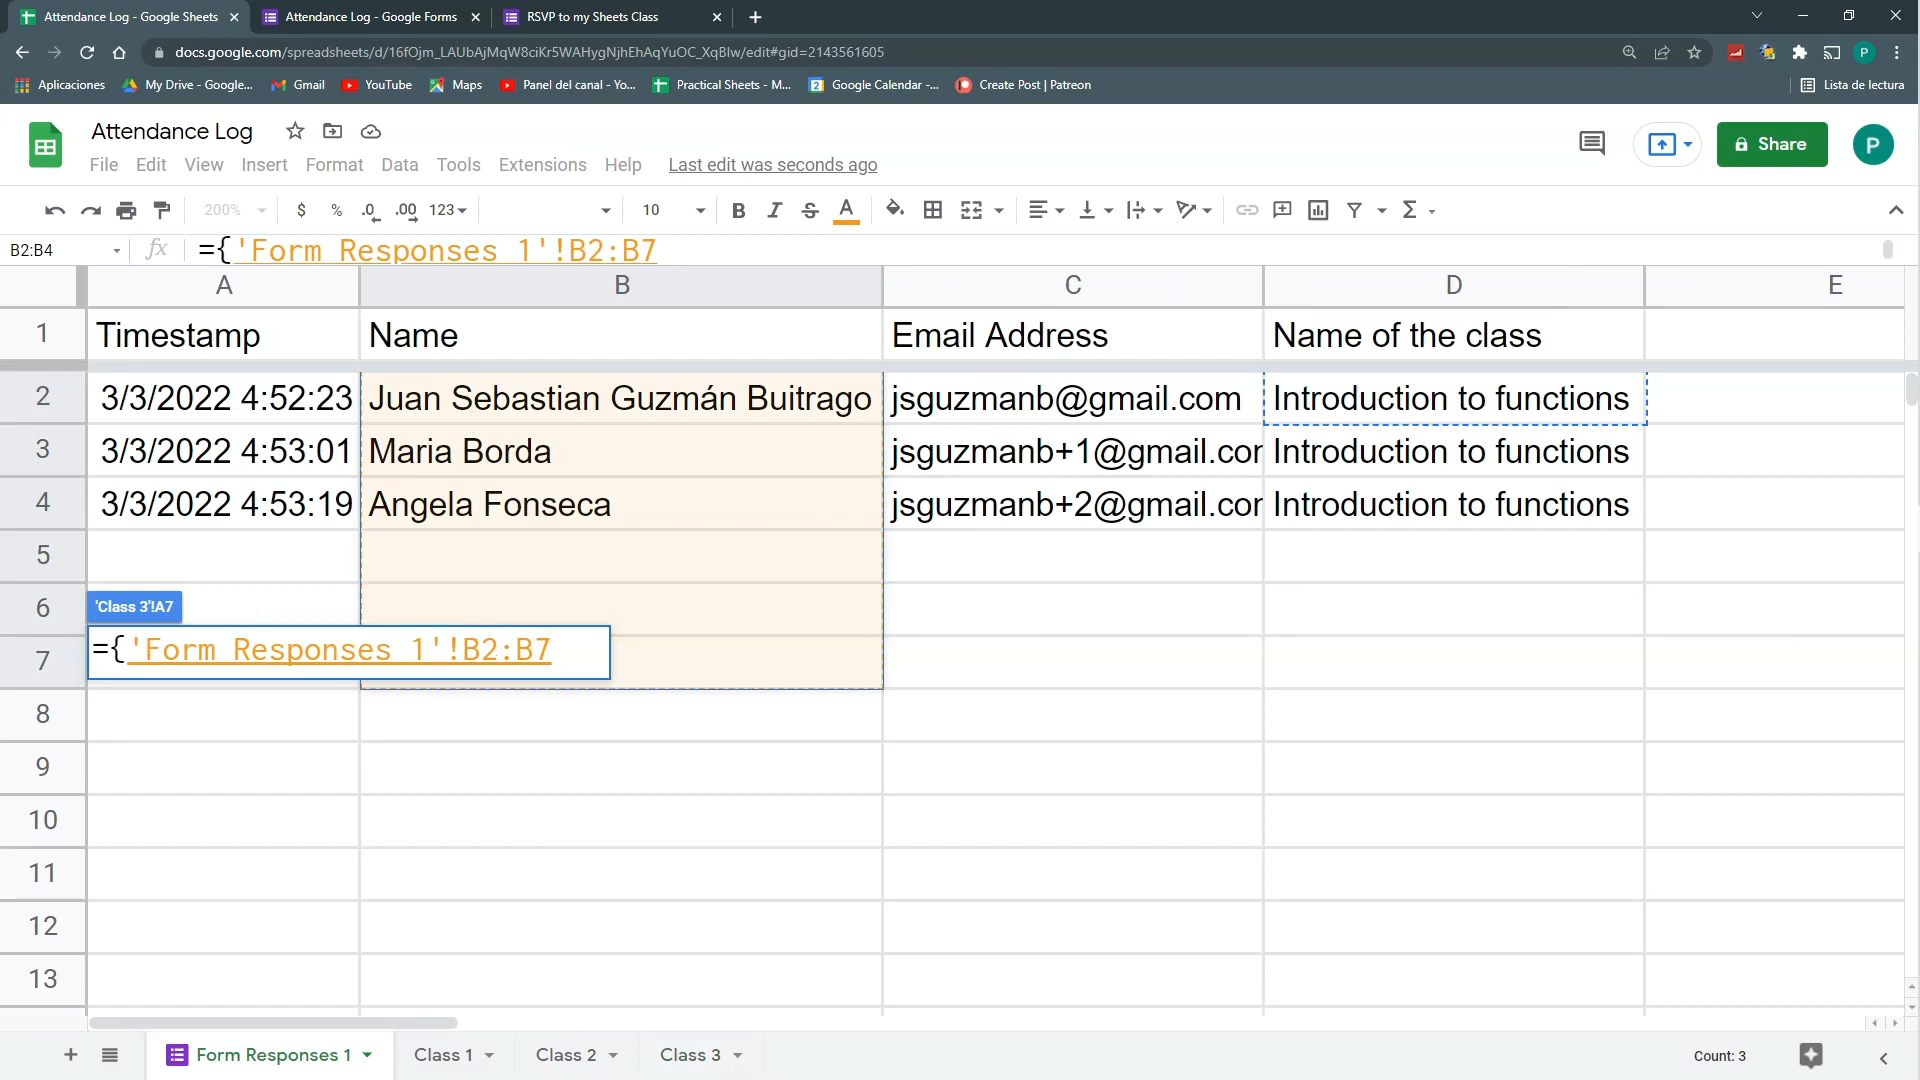 Attendance Log - Google Sheets
Attendance Log - Google Forms
RSVP to my Sheets Class
docs.google.com/spreadsheets/d/16fOjm_LAUbAjMqW8ciKr5WAHygNjhEhAqYuOC_XqBlw/edit#gid=2143561605
P
Aplicaciones
My Drive - Google...
Gmail
YouTube
Maps
Panel del canal - Yo...
Practical Sheets - M...
Google Calendar -...
Create Post | Patreon
Lista de lectura
Attendance Log
File Edit View Insert Format Data Tools Extensions Help Last edit was seconds ago
Share
P
200% $ % .0 .00 123 10 B I S A Σ
B2:B4 fx ={'Form Responses 1'!B2:B7
A B C D E
1 Timestamp Name Email Address Name of the class
2 3/3/2022 4:52:23 Juan Sebastian Guzmán Buitrago jsguzmanb@gmail.com Introduction to functions
3 3/3/2022 4:53:01 Maria Borda jsguzmanb+1@gmail.cor Introduction to functions
4 3/3/2022 4:53:19 Angela Fonseca jsguzmanb+2@gmail.cor Introduction to functions
5
6 'Class 3'!A7
7 ={'Form Responses 1'!B2:B7
8
9
10
11
12
13
Form Responses 1 Class 1 Class 2 Class 3 Count: 3